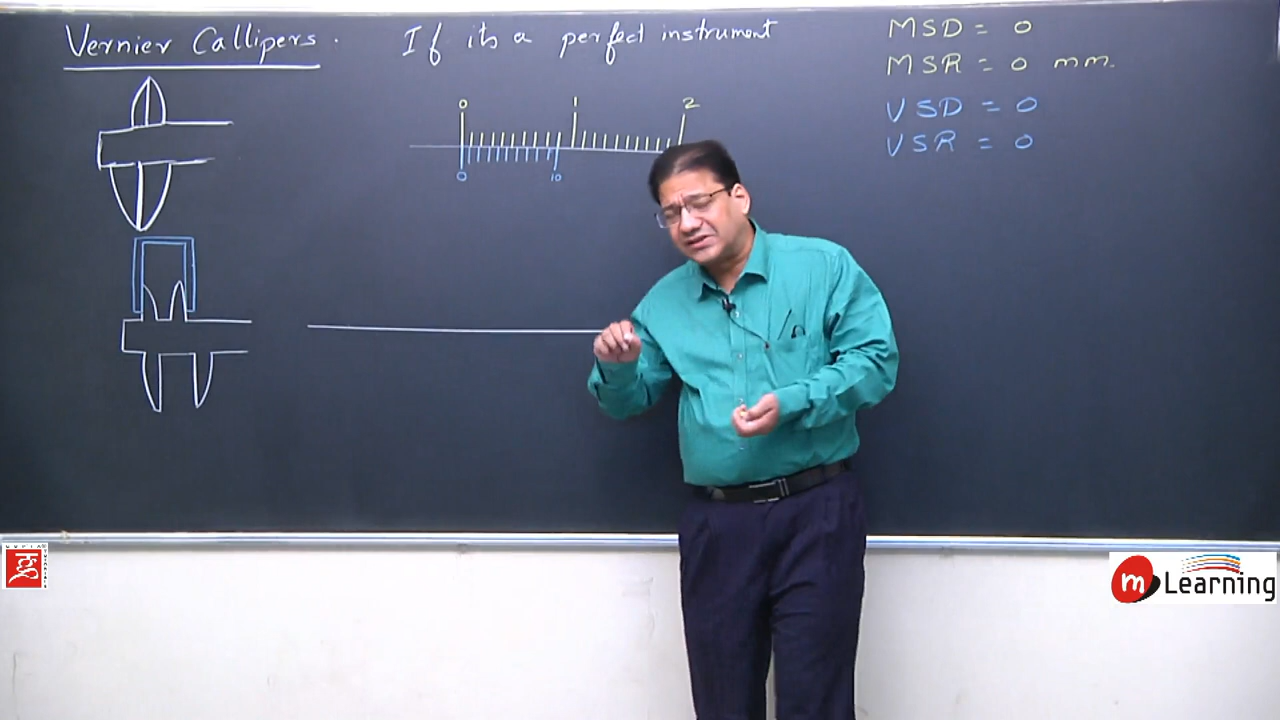 Vernier Callipers.
If its a perfect instrument
MSD = 0
MSR = 0 mm.
VSD = 0
VSR = 0
0 1 2
0 10
m Learning